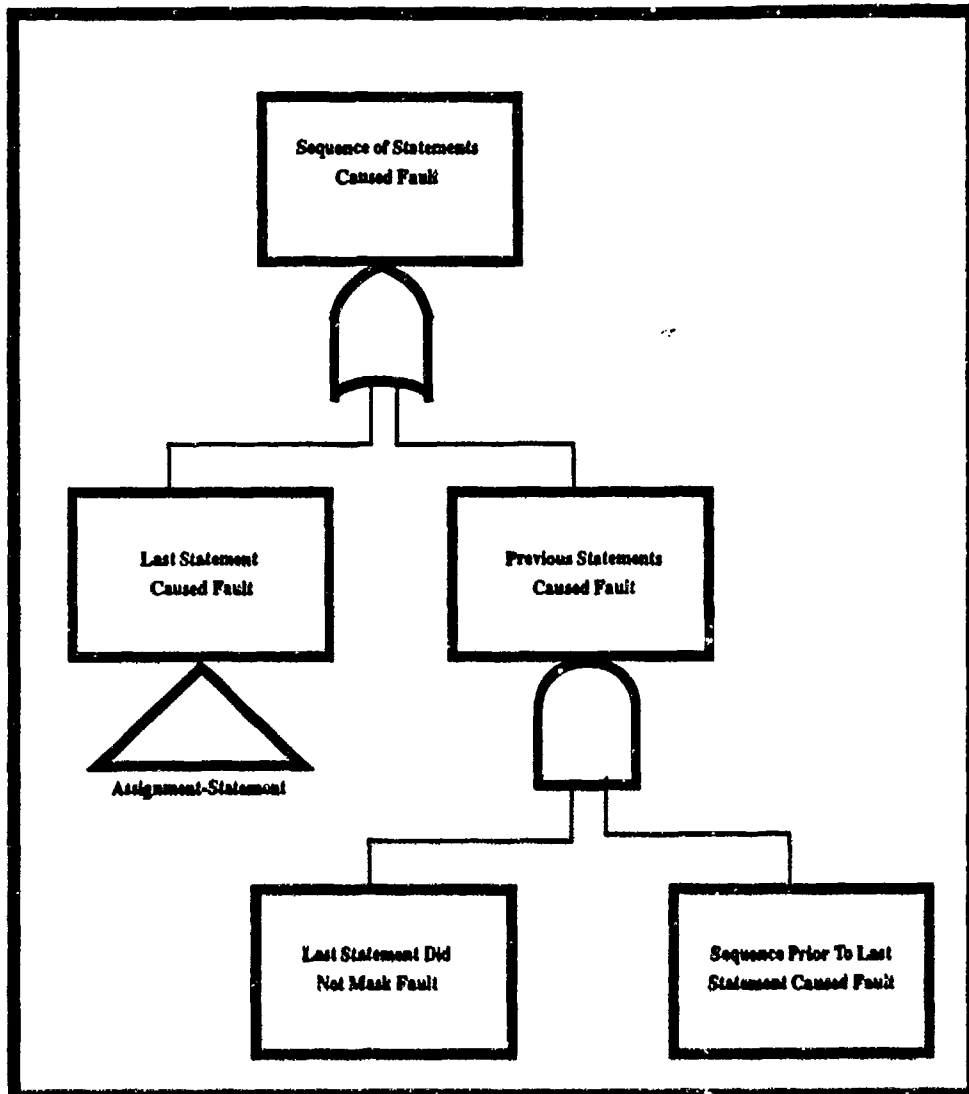 Sequence of Statements
Caused Fault
Last Statement
Caused Fault
Previous Statements
Caused Fault
Assignment-Statement
Last Statement Did
Not Mask Fault
Sequence Prior To Last
Statement Caused Fault